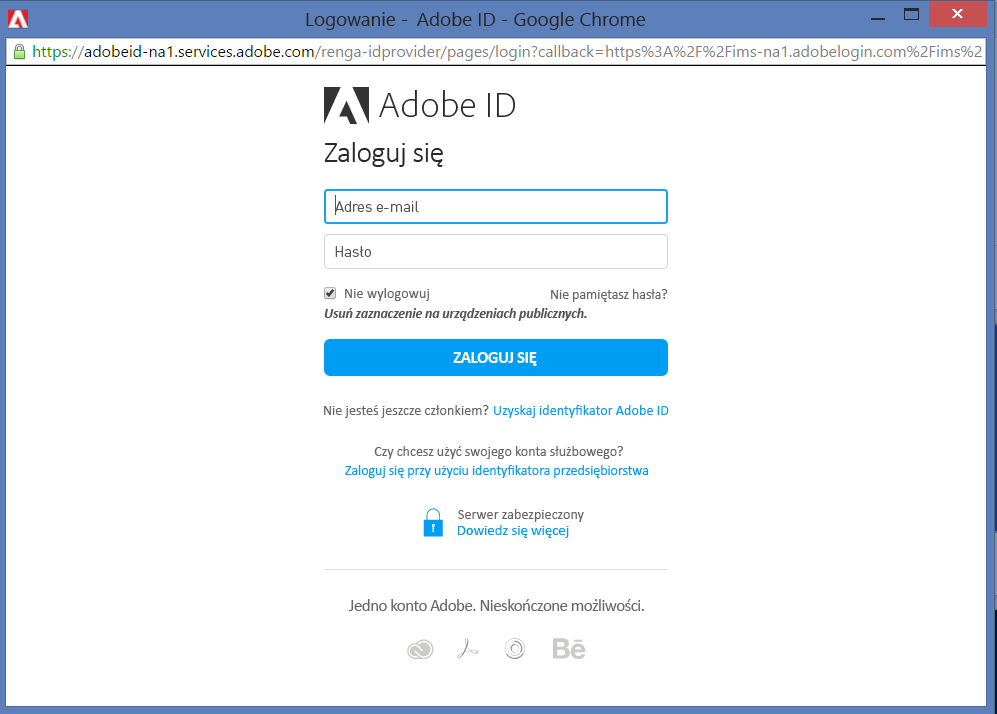 Logowanie - Adobe ID - Google Chrome
https://adobeid-na1.services.adobe.com/renga-idprovider/pages/login?callback=https%3A%2F%2Fims-na1.adobelogin.com%2Fims%2
Adobe ID
Zaloguj się
Adres e-mail
Hasło
Nie wylogowuj
Nie pamiętasz hasła?
Usuń zaznaczenie na urządzeniach publicznych.
ZALOGUJ SIĘ
Nie jesteś jeszcze członkiem? Uzyskaj identyfikator Adobe ID
Czy chcesz użyć swojego konta służbowego?
Zaloguj się przy użyciu identyfikatora przedsiębiorstwa
Serwer zabezpieczony
Dowiedz się więcej
Jedno konto Adobe. Nieskończone możliwości.
Bē